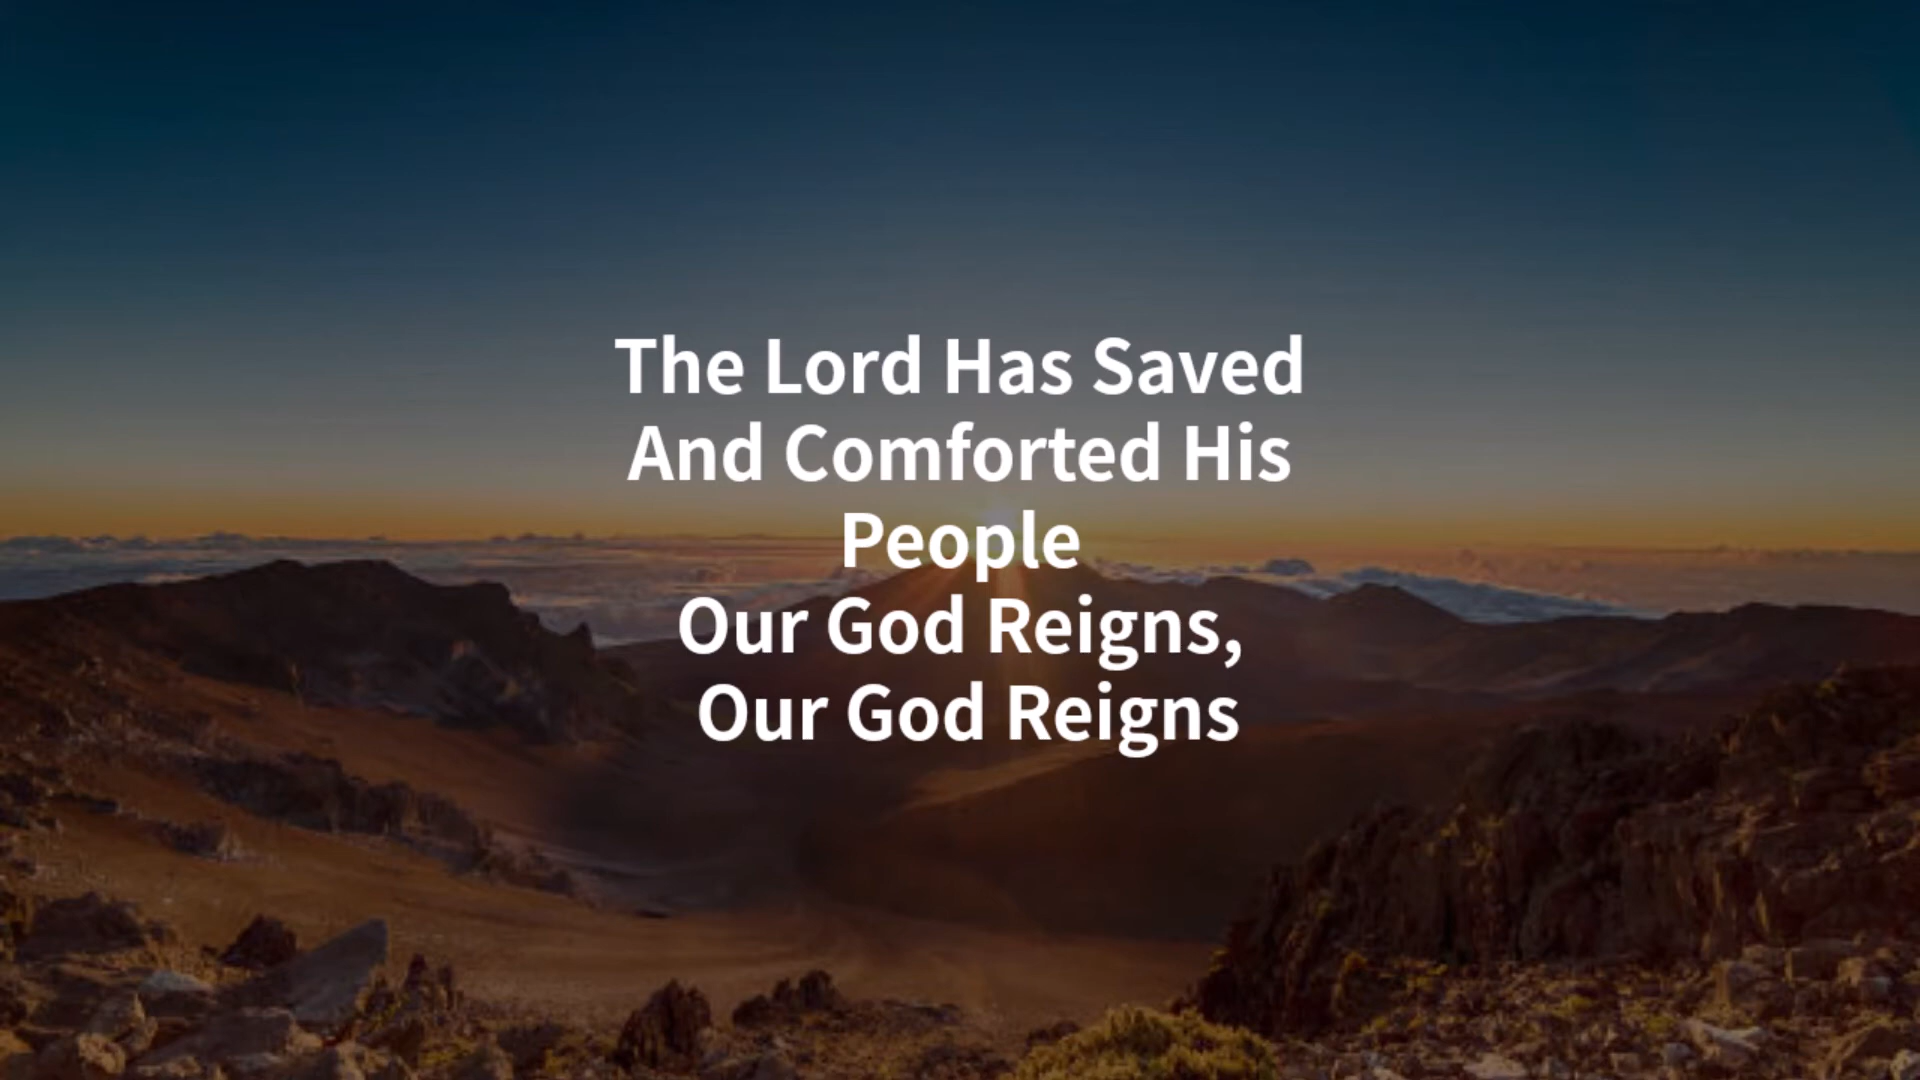 The Lord Has Saved
And Comforted His
People
Our God Reigns,
Our God Reigns